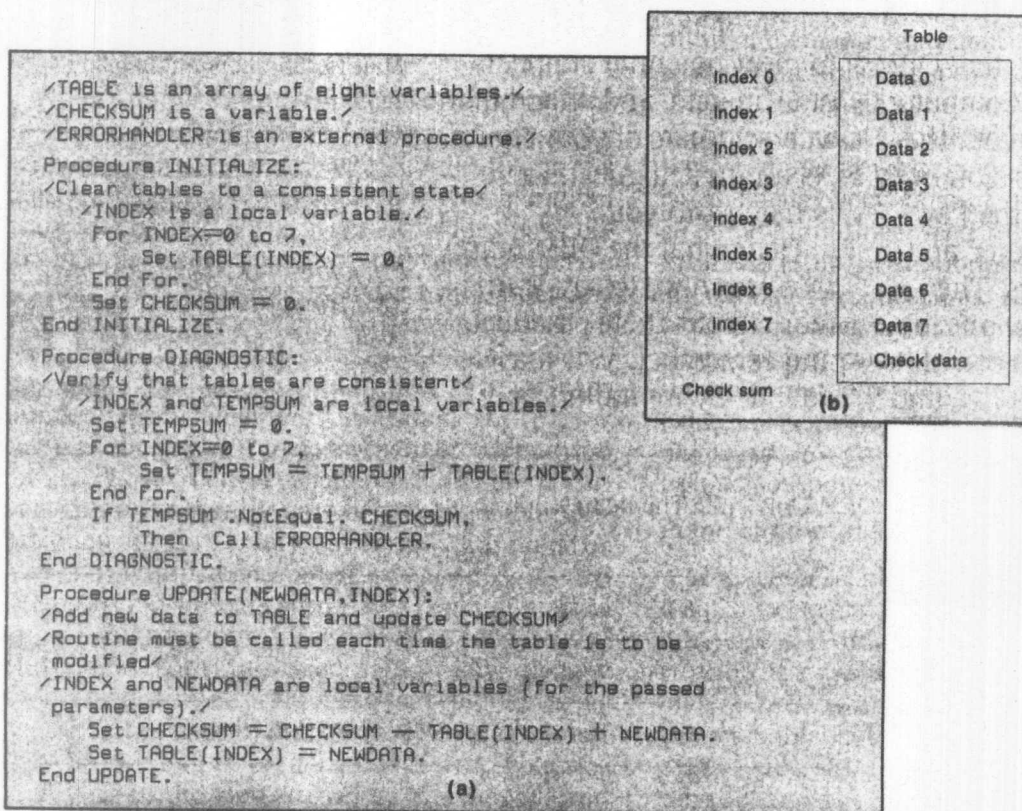 /TABLE is an array of eight variables./
/CHECKSUM is a variable./
/ERRORHANDLER is an external procedure./
Procedure INITIALIZE:
/Clear tables to a consistent state/
/INDEX is a local variable./
For INDEX=0 to 7,
Set TABLE(INDEX) = 0.
End For.
Set CHECKSUM = 0.
End INITIALIZE.
Procedure DIAGNOSTIC:
/Verify that tables are consistent/
/INDEX and TEMPSUM are local variables./
Set TEMPSUM = 0.
For INDEX=0 to 7,
Set TEMPSUM = TEMPSUM + TABLE(INDEX).
End For.
If TEMPSUM .NotEqual. CHECKSUM,
Then Call ERRORHANDLER.
End DIAGNOSTIC.
Procedure UPDATE(NEWDATA,INDEX):
/Add new data to TABLE and update CHECKSUM/
/Routine must be called each time the table is to be
modified/
/INDEX and NEWDATA are local variables (for the passed
parameters)./
Set CHECKSUM = CHECKSUM — TABLE(INDEX) + NEWDATA.
Set TABLE(INDEX) = NEWDATA.
End UPDATE.
(a)
Table
Index 0 Data 0
Index 1 Data 1
Index 2 Data 2
Index 3 Data 3
Index 4 Data 4
Index 5 Data 5
Index 6 Data 6
Index 7 Data 7
Check data
Check sum
(b)